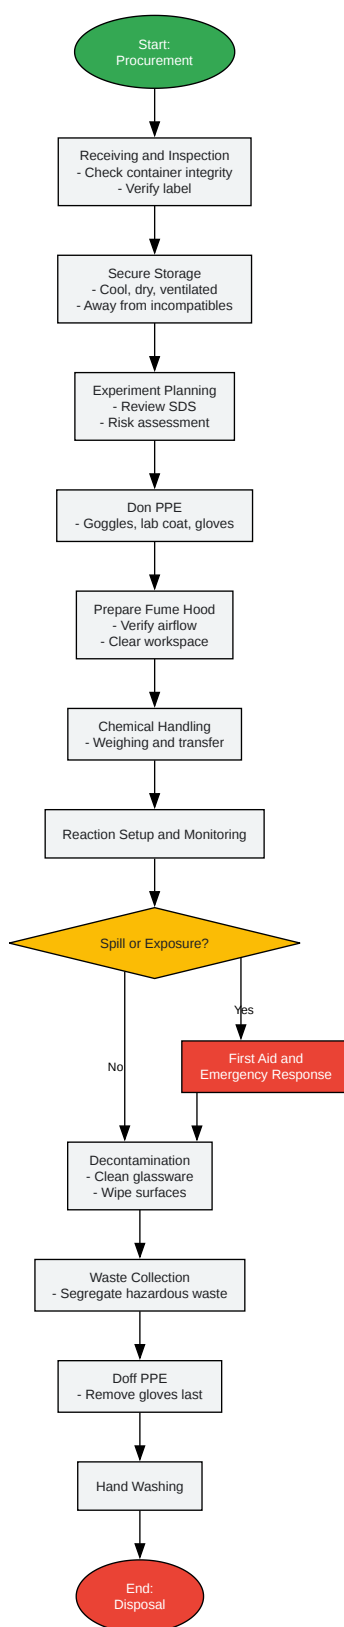 Start:
Procurement
Receiving and Inspection
- Check container integrity
- Verify label
Secure Storage
- Cool, dry, ventilated
- Away from incompatibles
Experiment Planning
- Review SDS
- Risk assessment
Don PPE
- Goggles, lab coat, gloves
Prepare Fume Hood
- Verify airflow
- Clear workspace
Chemical Handling
- Weighing and transfer
Reaction Setup and Monitoring
Spill or Exposure?
Yes
First Aid and
Emergency Response
No
Decontamination
- Clean glassware
- Wipe surfaces
Waste Collection
- Segregate hazardous waste
Doff PPE
- Remove gloves last
Hand Washing
End:
Disposal